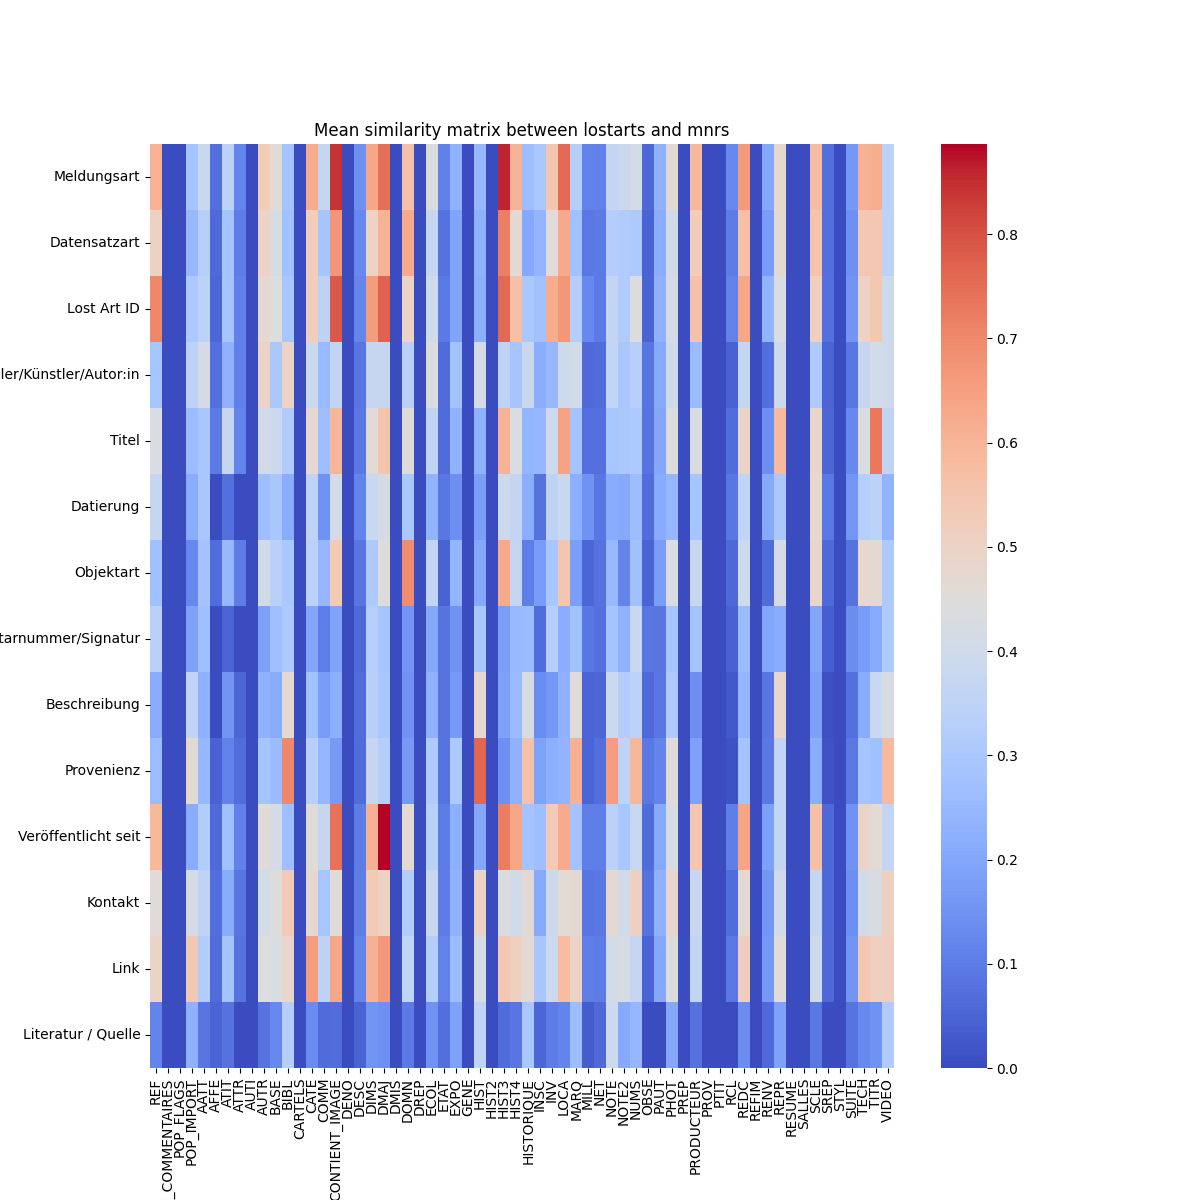 Mean similarity matrix between lostarts and mnrs
Meldungsart
Datensatzart
Lost Art ID
ler/Künstler/Autor:in
Titel
Datierung
Objektart
tarnummer/Signatur
Beschreibung
Provenienz
Veröffentlicht seit
Kontakt
Link
Literatur / Quelle
REF
_COMMENTAIRES
POP_FLAGS
POP_IMPORT
AATT
AFFE
ATIT
ATTR
AUTI
AUTR
BASE
BIBL
CARTELS
CATE
COMM
CONTIENT_IMAGE
DENO
DESC
DIMS
DMAJ
DMIS
DOMN
DREP
ECOL
ETAT
EXPO
GENE
HIST
HIST2
HIST3
HIST4
HISTORIQUE
INSC
INV
LOCA
MARQ
MILL
NET
NOTE
NOTE2
NUMS
OBSE
PAUT
PHOT
PREP
PRODUCTEUR
PROV
PTIT
RCL
REDC
REFIM
RENV
REPR
RESUME
SALLES
SCLE
SREP
STYL
SUITE
TECH
TITR
VIDEO
0.8
0.7
0.6
0.5
0.4
0.3
0.2
0.1
0.0